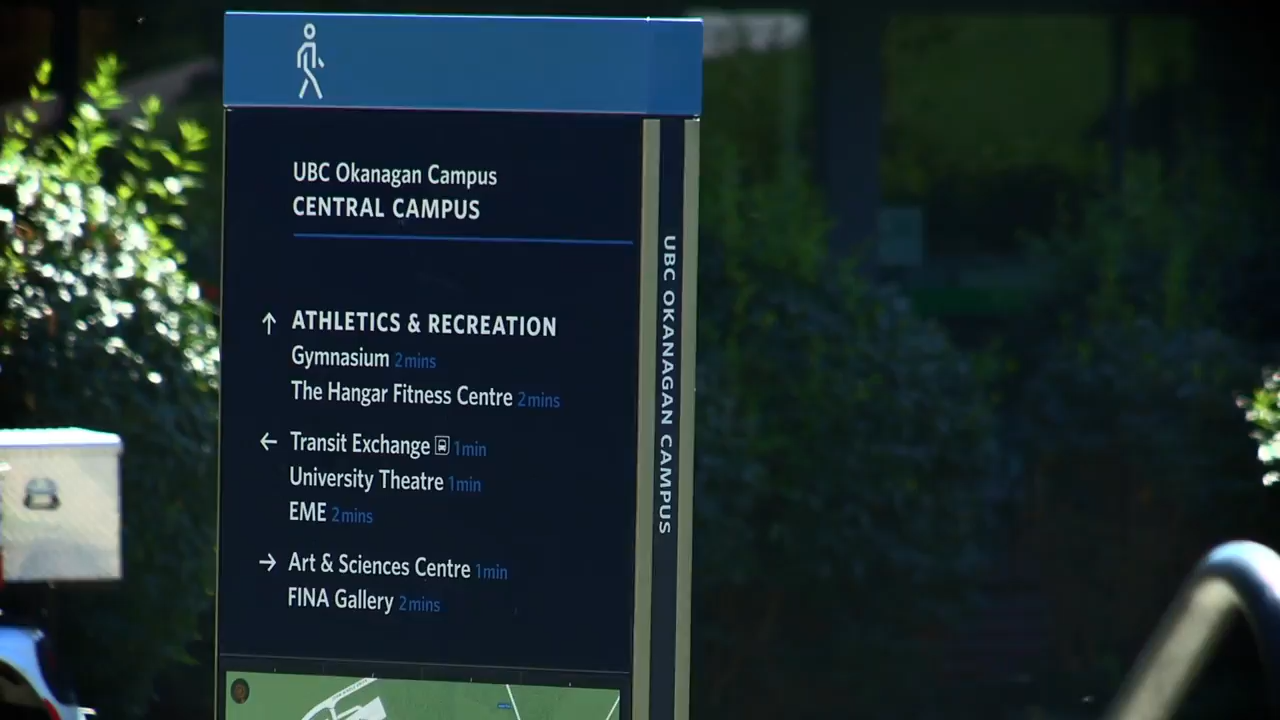 UBC Okanagan Campus
CENTRAL CAMPUS
↑ ATHLETICS & RECREATION
Gymnasium 2mins
The Hangar Fitness Centre 2mins
← Transit Exchange 1min
University Theatre 1min
EME 2mins
→ Art & Sciences Centre 1min
FINA Gallery 2mins
UBC OKANAGAN CAMPUS